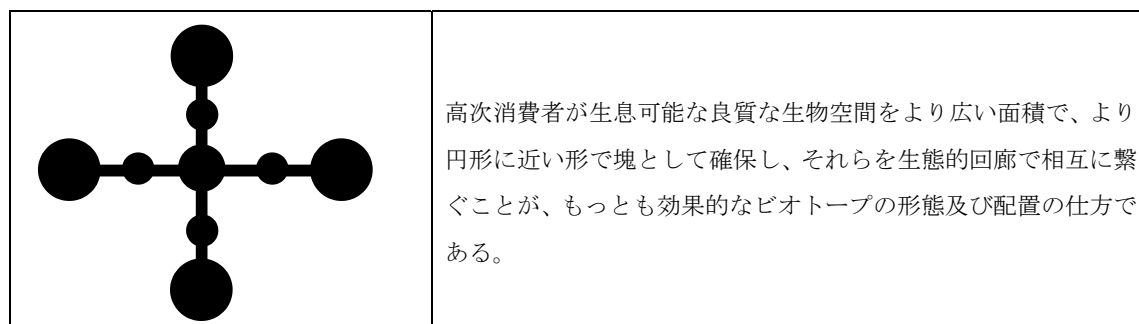 高次消費者が生息可能な良質な生物空間をより広い面積で、より
円形に近い形で塊として確保し、それらを生態的回廊で相互に繋
ぐことが、もっとも効果的なビオトープの形態及び配置の仕方で
ある。